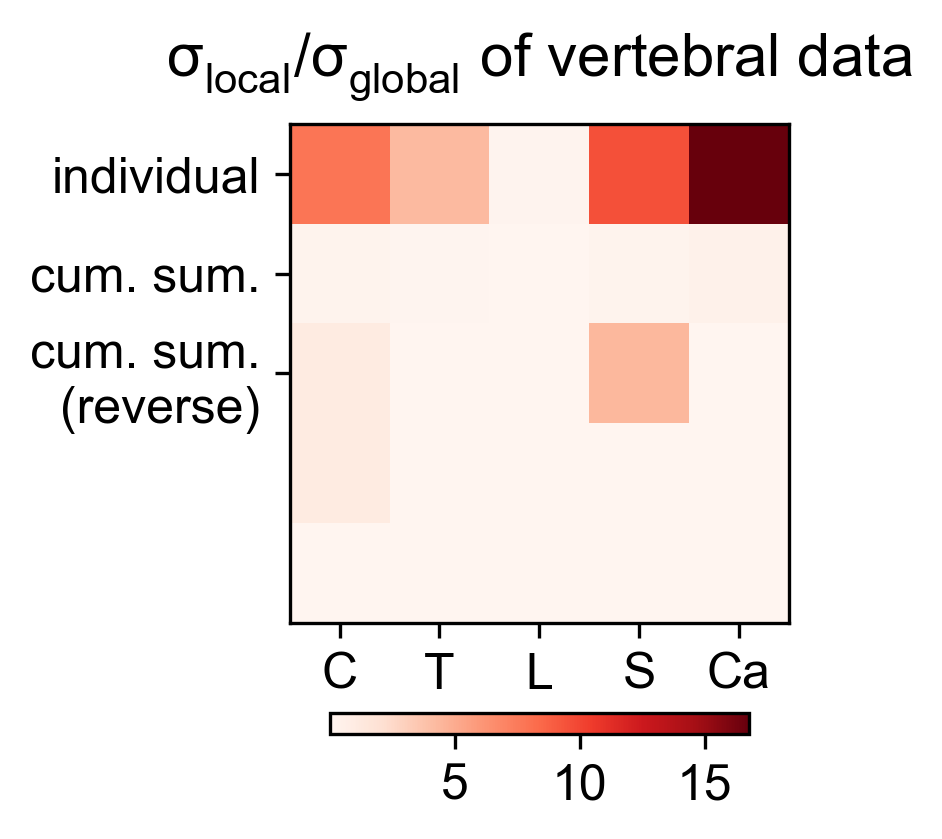 σlocal/σglobal of vertebral data
individual
cum. sum.
cum. sum.
(reverse)
C T L S Ca
5 10 15